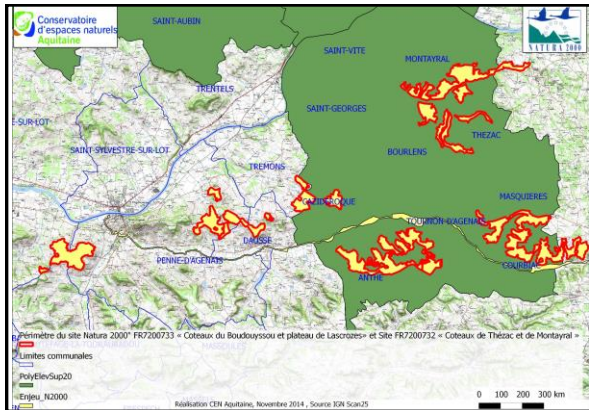 Conservatoire
d'espaces naturels
Aquitaine
NATURA 2000
SAINT-AUBIN
SAINT-VITE
MONTAYRAL
TRENTELS
SAINT-GEORGES
E-SUR-LOT
THEZAC
SAINT-SYLVESTRE-SUR-LOT
BOURLENS
TREMONS
MASQUIERES
CAZIDEROQUE
TOURNON-D'AGENAIS
DAUSSE
PENNE-D'AGENAIS
COURBIAC
ANTHE
Périmètre du site Natura 2000" FR7200733 « Coteaux du Boudouyssou et plateau de Lascrozes» et Site FR7200732 « Coteaux de Thézac et de Montayral »
Limites communales
PolyElevSup20
Enjeu_N2000
Réalisation CEN Aquitaine, Novembre 2014 , Source IGN Scan25
0 100 200 300 km